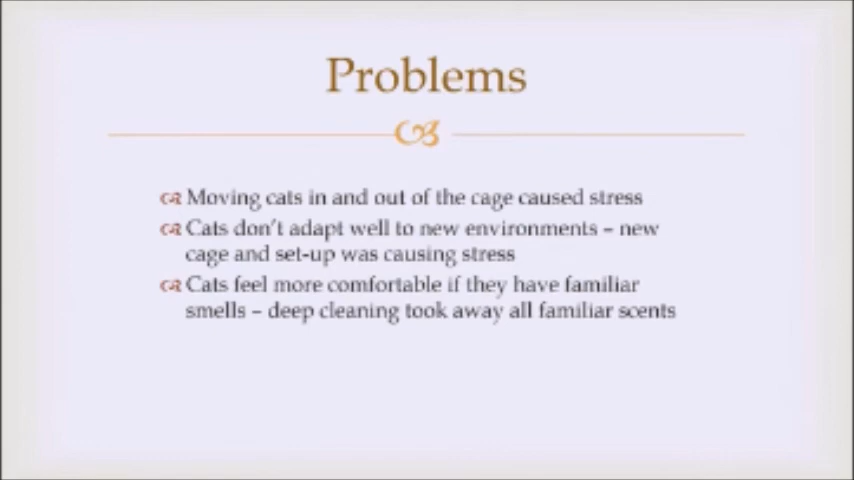 Problems
Moving cats in and out of the cage caused stress
Cats don't adapt well to new environments – new
cage and set-up was causing stress
Cats feel more comfortable if they have familiar
smells – deep cleaning took away all familiar scents